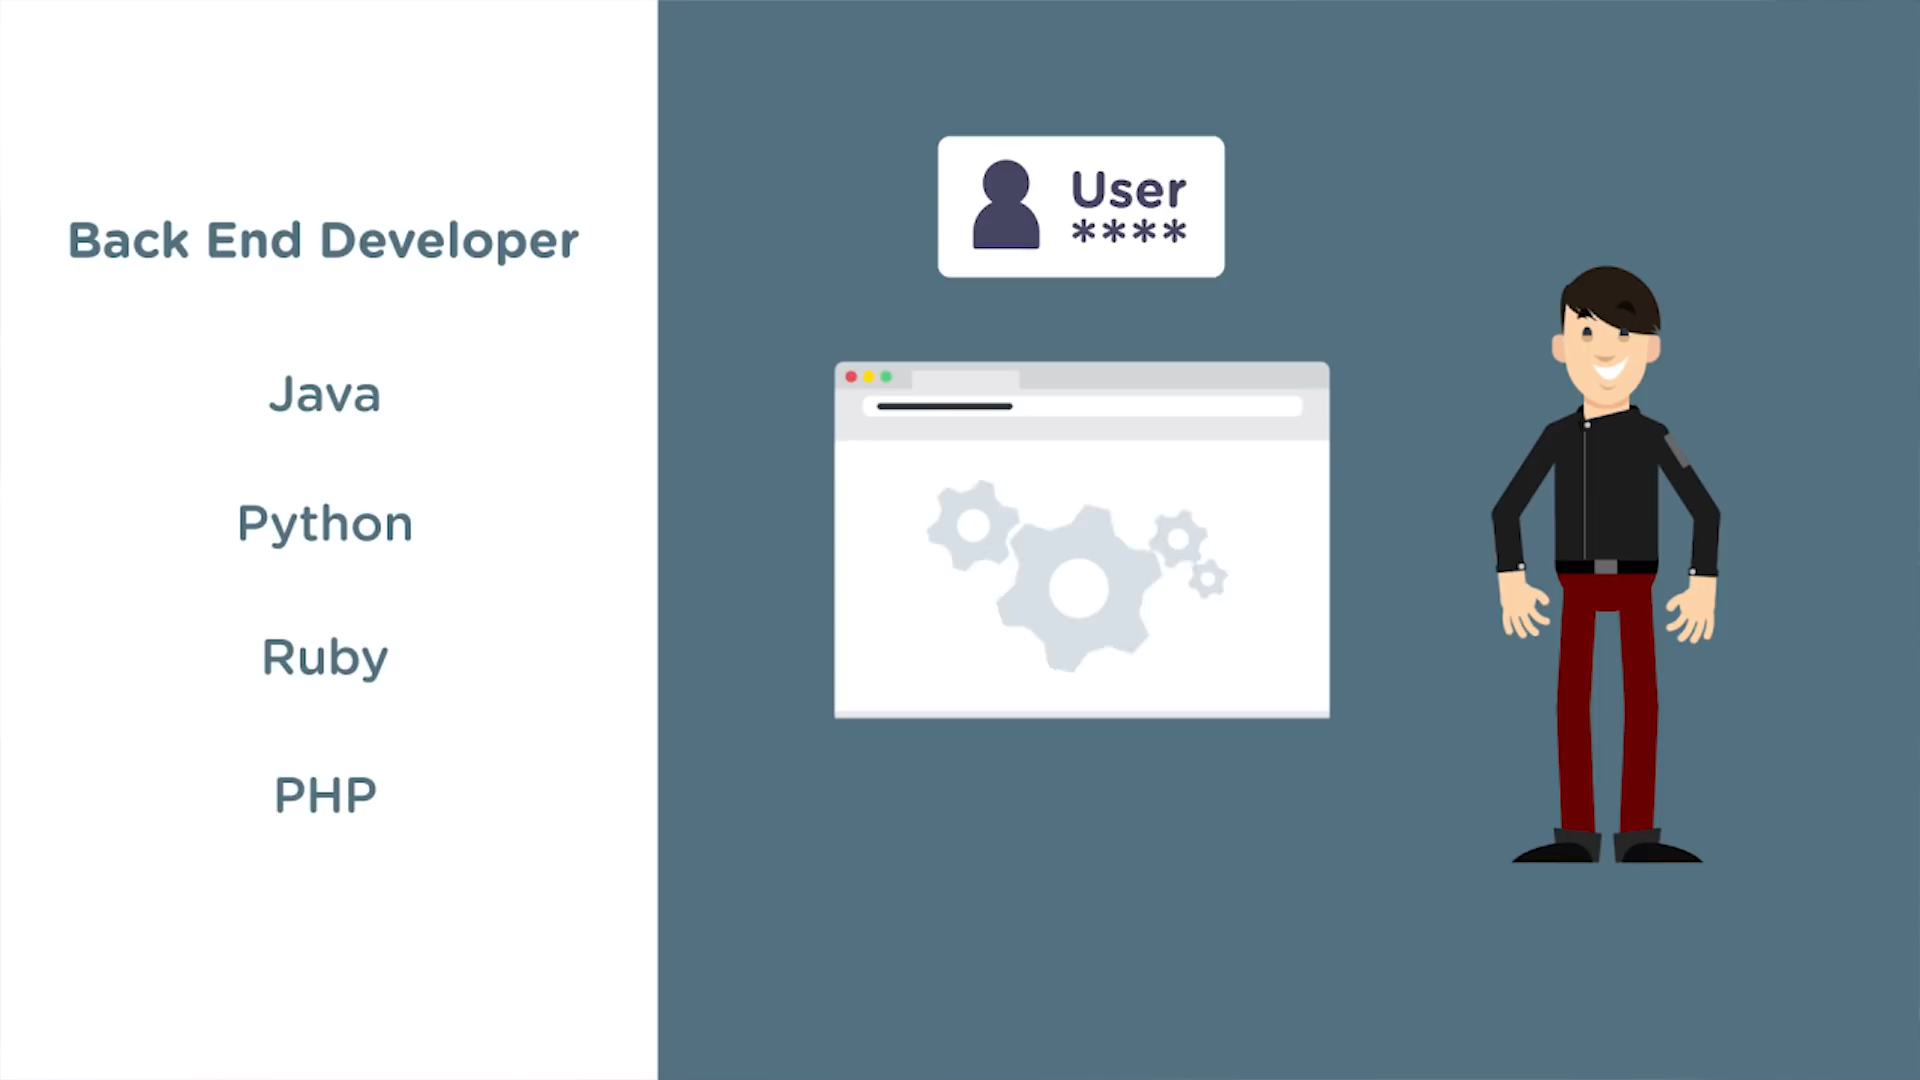 Back End Developer
Java
Python
Ruby
PHP
User
****